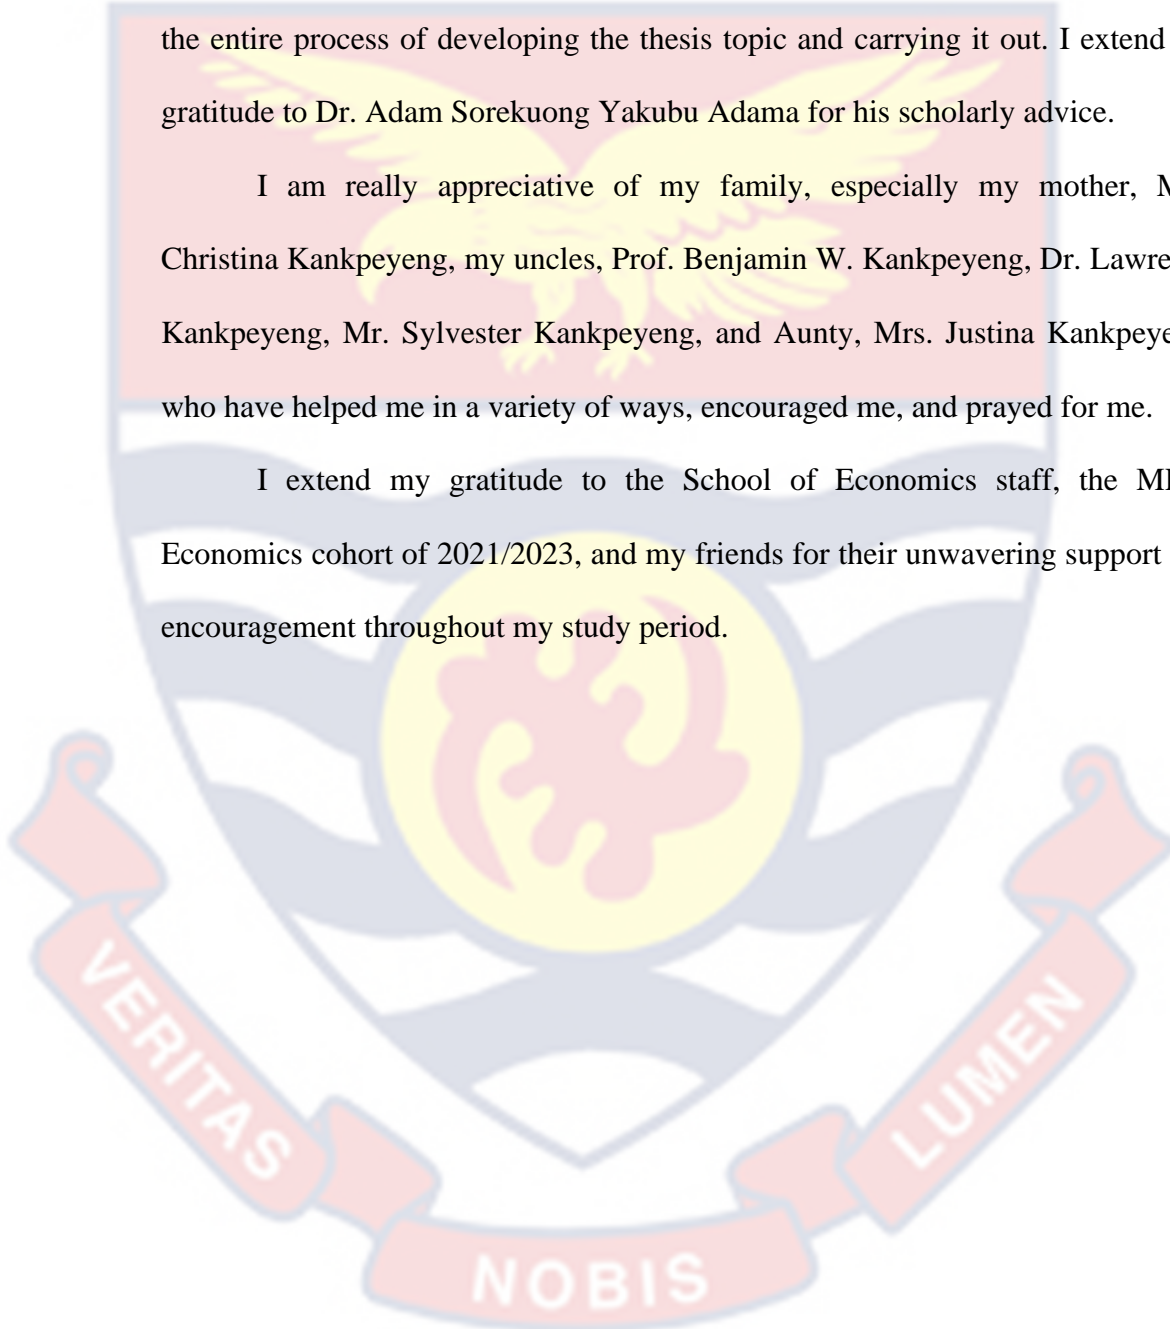 the entire process of developing the thesis topic and carrying it out. I extend
gratitude to Dr. Adam Sorekuong Yakubu Adama for his scholarly advice.
I am really appreciative of my family, especially my mother,
Christina Kankpeyeng, my uncles, Prof. Benjamin W. Kankpeyeng, Dr.
Kankpeyeng, Mr. Sylvester Kankpeyeng, and Aunty, Mrs. Justina
who have helped me in a variety of ways, encouraged me, and prayed for me.
I extend my gratitude to the School of Economics staff, the
Economics cohort of 2021/2023, and my friends for their unwavering support
encouragement throughout my study period.
VERITAS
NOBIS
LUMEN